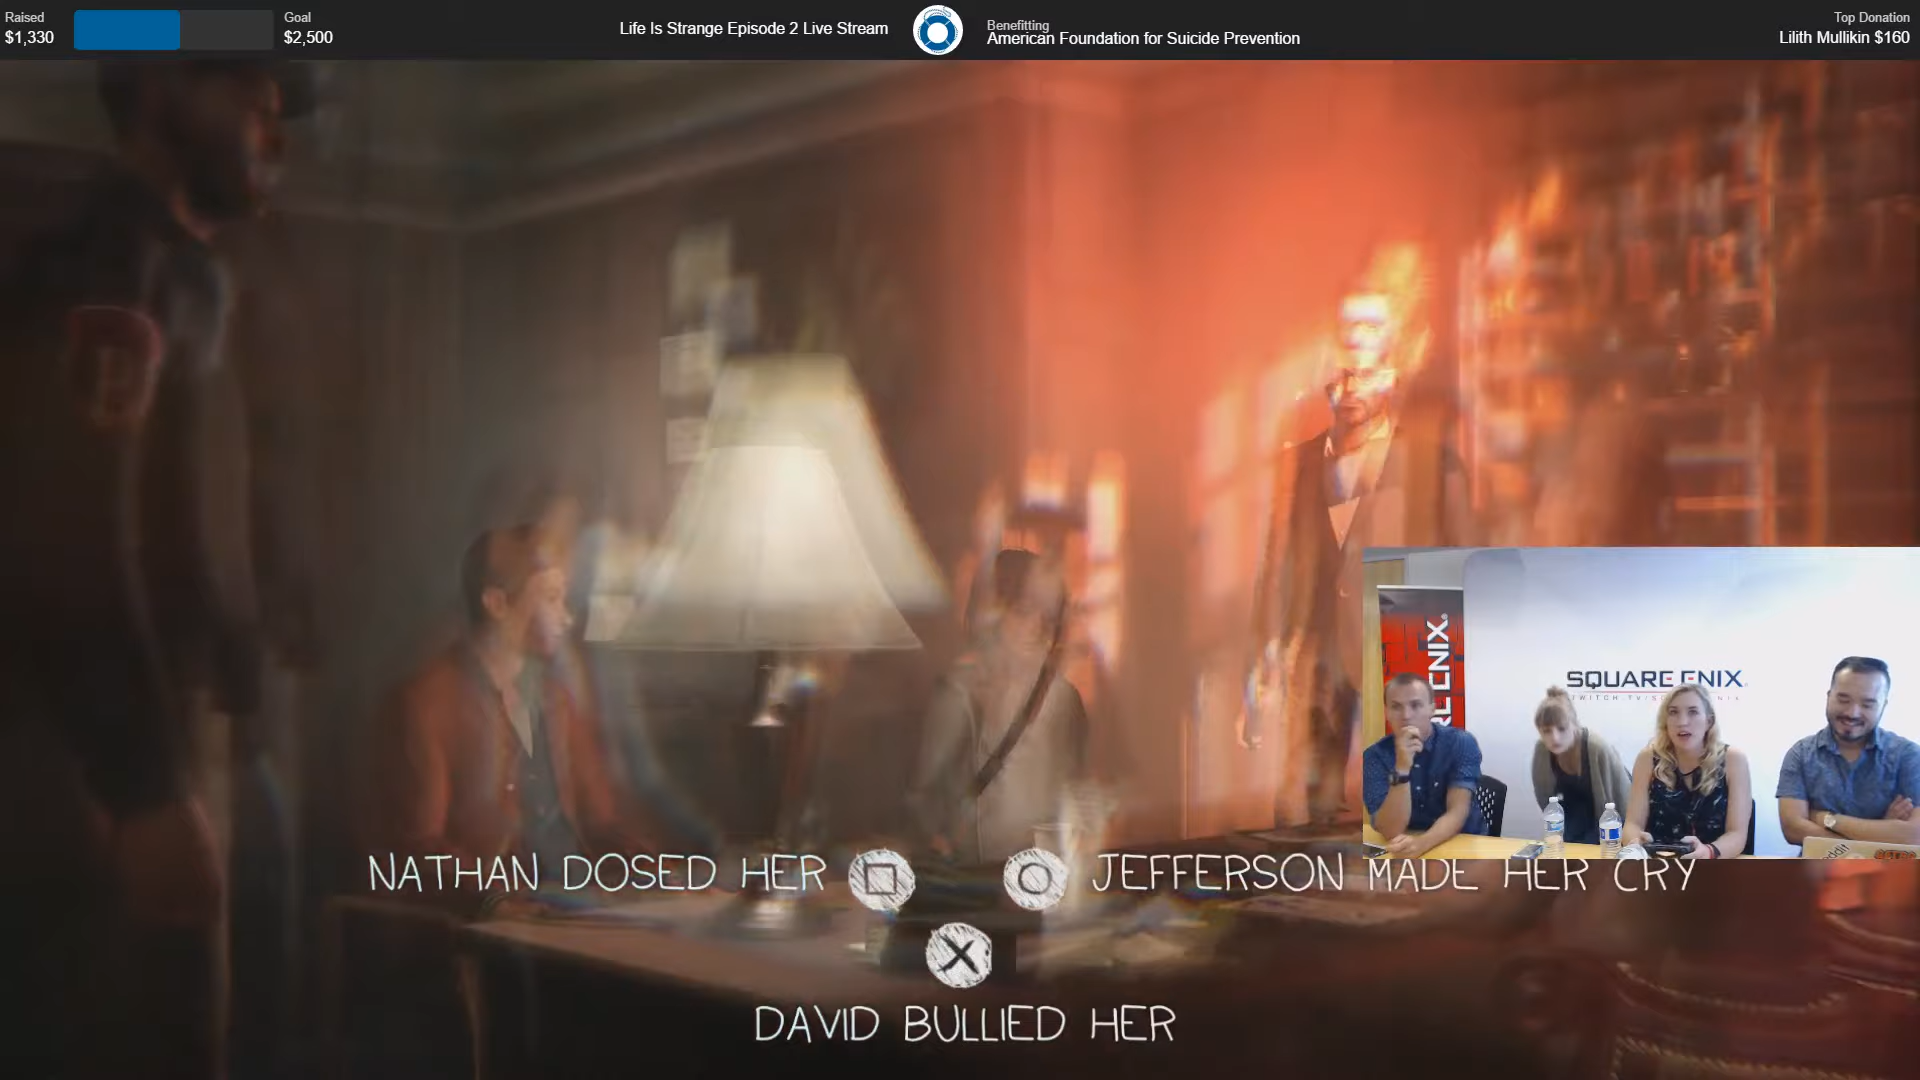 Raised
$1,330
Goal
$2,500
Life Is Strange Episode 2 Live Stream
Benefitting
American Foundation for Suicide Prevention
Top Donation
Lilith Mullikin $160
SQUARE ENIX
NATHAN DOSED HER
JEFFERSON MADE HER CRY
DAVID BULLIED HER